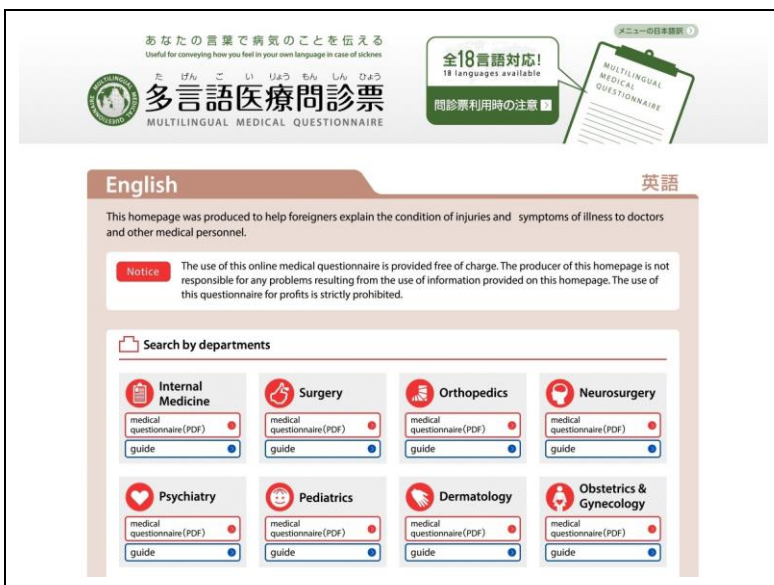 メニューの日本語訳
あなたの言葉で病気のことを伝える
Useful for conveying how you feel in your own language in case of sicknes
た げん ご い りょう もん しん ひょう
多言語医療問診票
MULTILINGUAL MEDICAL QUESTIONNAIRE
MULTILINGUAL MEDICAL QUESTIONNAIRE
全18言語対応!
18 languages available
問診票利用時の注意
MULTILINGUAL
MEDICAL
QUESTIONNAIRE
English
英語
This homepage was produced to help foreigners explain the condition of injuries and symptoms of illness to doctors
and other medical personnel.
Notice
The use of this online medical questionnaire is provided free of charge. The producer of this homepage is not
responsible for any problems resulting from the use of information provided on this homepage. The use of
this questionnaire for profits is strictly prohibited.
Search by departments
Internal
Medicine
medical
questionnaire(PDF)
guide
Surgery
medical
questionnaire(PDF)
guide
Orthopedics
medical
questionnaire(PDF)
guide
Neurosurgery
medical
questionnaire(PDF)
guide
Psychiatry
medical
questionnaire(PDF)
guide
Pediatrics
medical
questionnaire(PDF)
guide
Dermatology
medical
questionnaire(PDF)
guide
Obstetrics &
Gynecology
medical
questionnaire(PDF)
guide